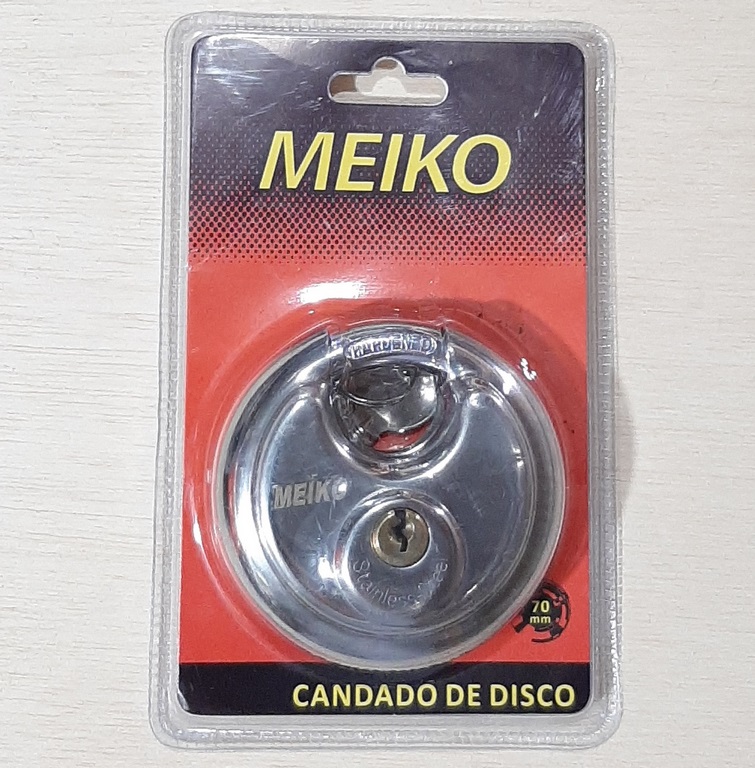 MEIKO
HARDENED
MEIKO
Stainless Steel
70
mm
CANDADO DE DISCO